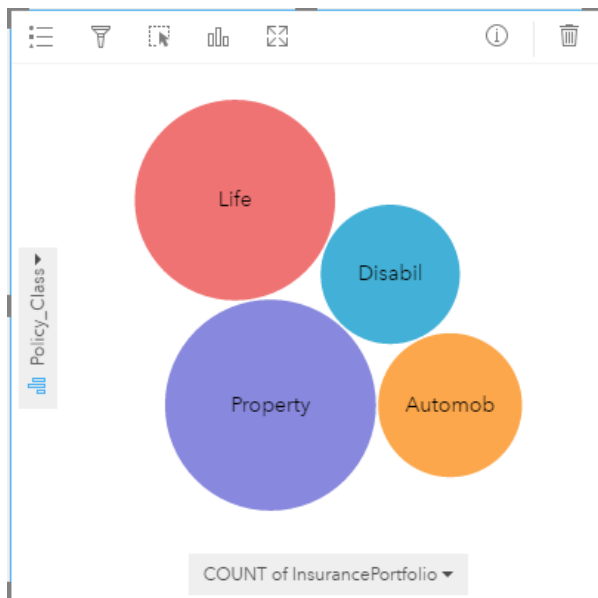 Life
Disabil
Policy_Class
Property
Automob
COUNT of InsurancePortfolio